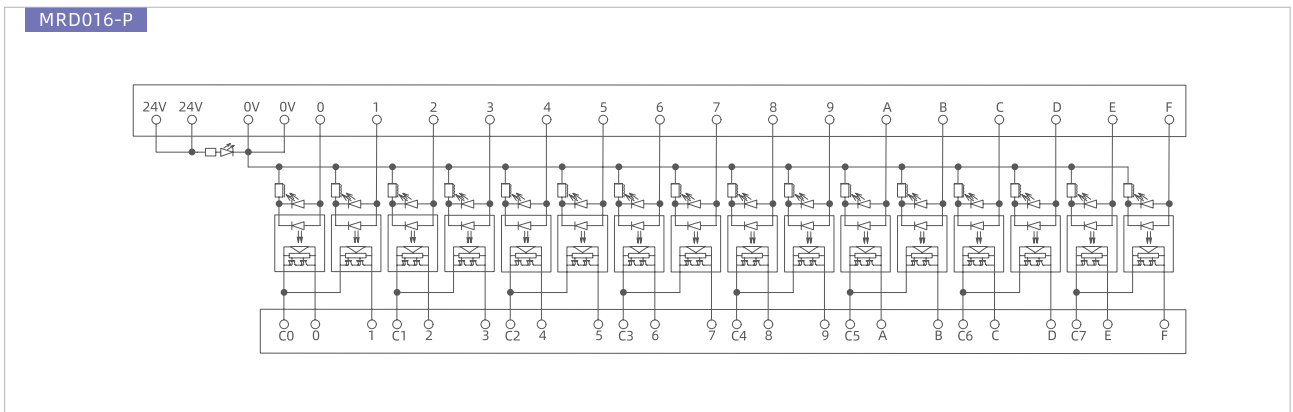 MRD016-P
24V 24V 0V 0V 0 1 2 3 4 5 6 7 8 9 A B C D E F
C0 0 1 C1 2 3 C2 4 5 C3 6 7 C4 8 9 C5 A B C6 C D C7 E F